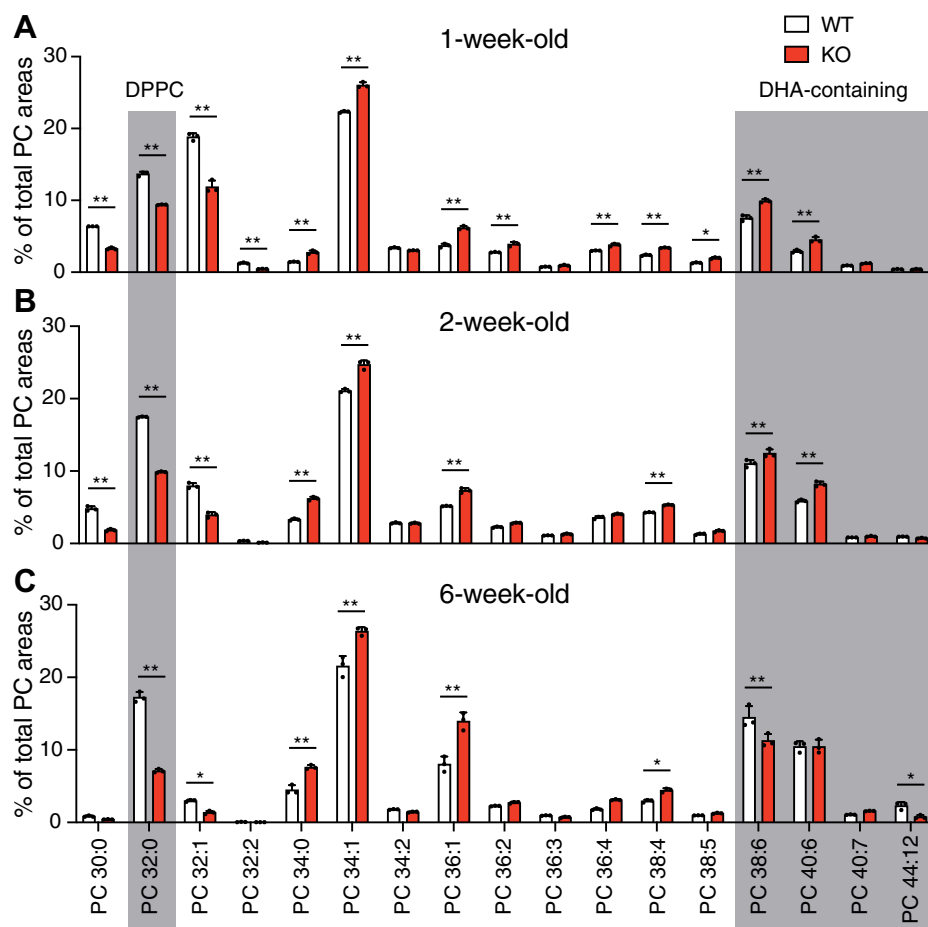 A
1-week-old
WT
KO
DPPC
DHA-containing
% of total PC areas
30
20
10
0
** ** ** ** ** ** ** ** ** ** * ** **
B
2-week-old
% of total PC areas
30
20
10
0
** ** ** ** ** ** ** ** **
C
6-week-old
% of total PC areas
30
20
10
0
** * ** ** ** * ** *
PC 30:0
PC 32:0
PC 32:1
PC 32:2
PC 34:0
PC 34:1
PC 34:2
PC 36:1
PC 36:2
PC 36:3
PC 36:4
PC 38:4
PC 38:5
PC 38:6
PC 40:6
PC 40:7
PC 44:12